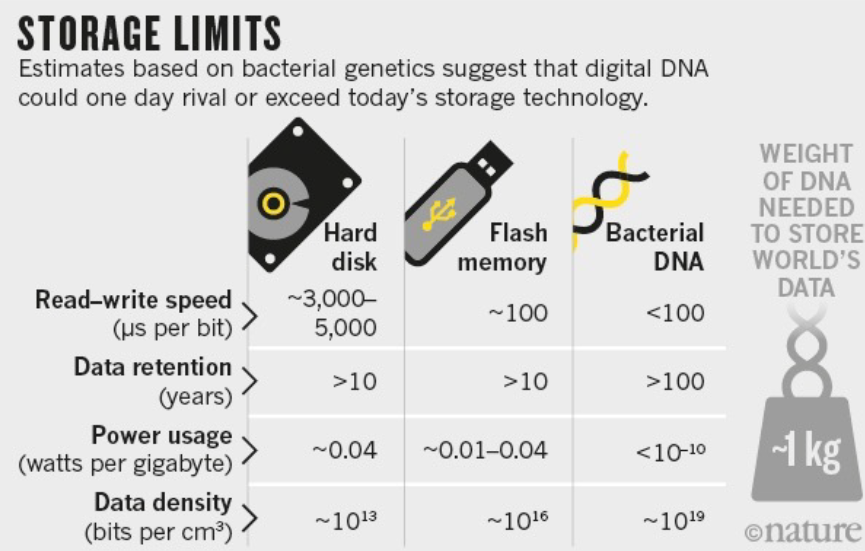 STORAGE LIMITS
Estimates based on bacterial genetics suggest that digital DNA
could one day rival or exceed today's storage technology.
Hard
disk
Flash
memory
Bacterial
DNA
Read–write speed
(µs per bit)
~3,000–
5,000
~100
<100
Data retention
(years)
>10
>10
>100
Power usage
(watts per gigabyte)
~0.04
~0.01–0.04
<10⁻¹⁰
Data density
(bits per cm³)
~10¹³
~10¹⁶
~10¹⁹
WEIGHT
OF DNA
NEEDED
TO STORE
WORLD'S
DATA
~1 kg
©nature